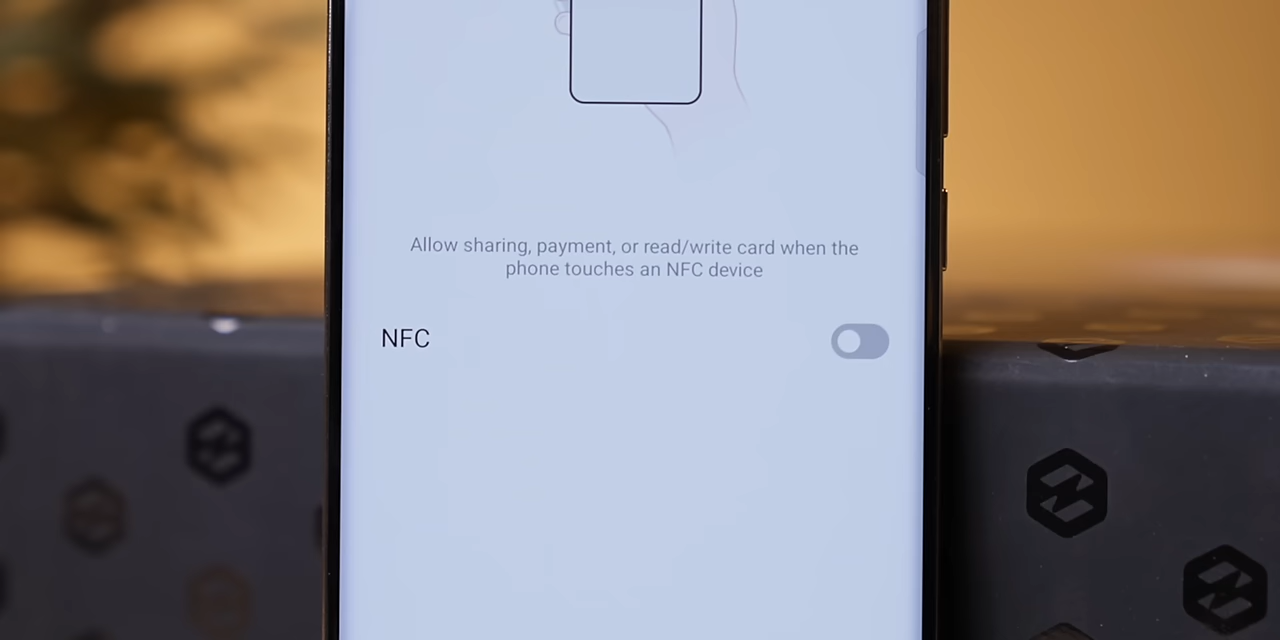 Allow sharing, payment, or read/write card when the
phone touches an NFC device
NFC